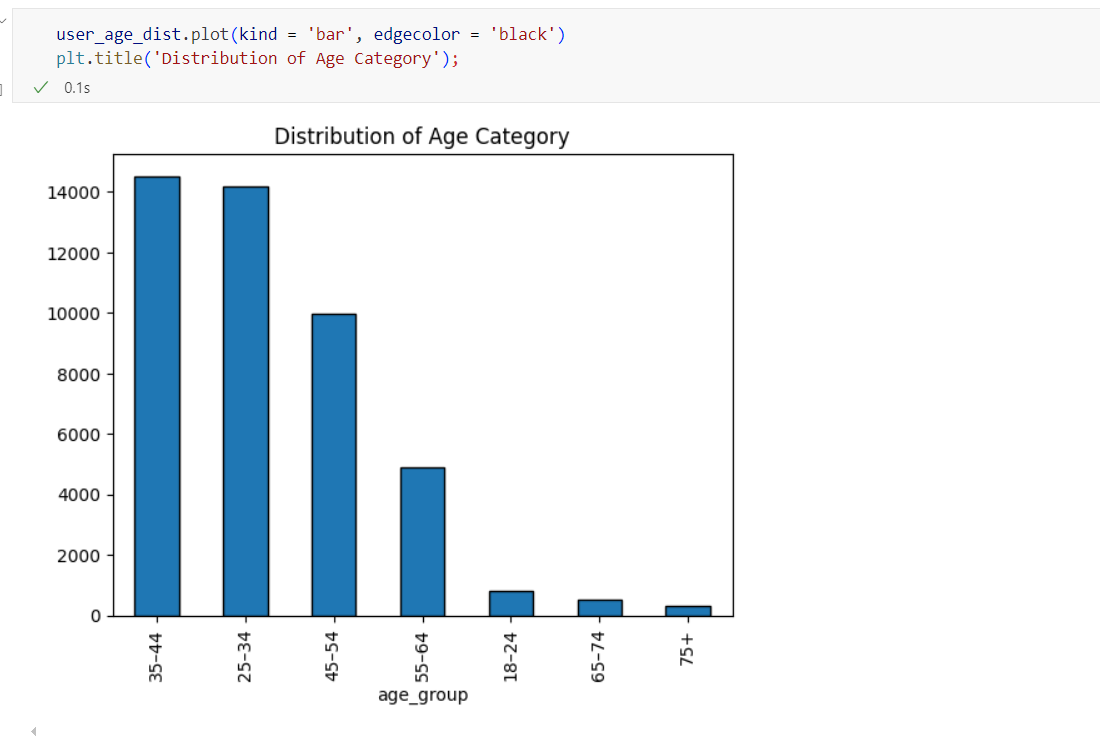 user_age_dist.plot(kind = 'bar', edgecolor = 'black')
plt.title('Distribution of Age Category');
0.1s
Distribution of Age Category
14000
12000
10000
8000
6000
4000
2000
0
35-44 25-34 45-54 55-64 18-24 65-74 75+
age_group